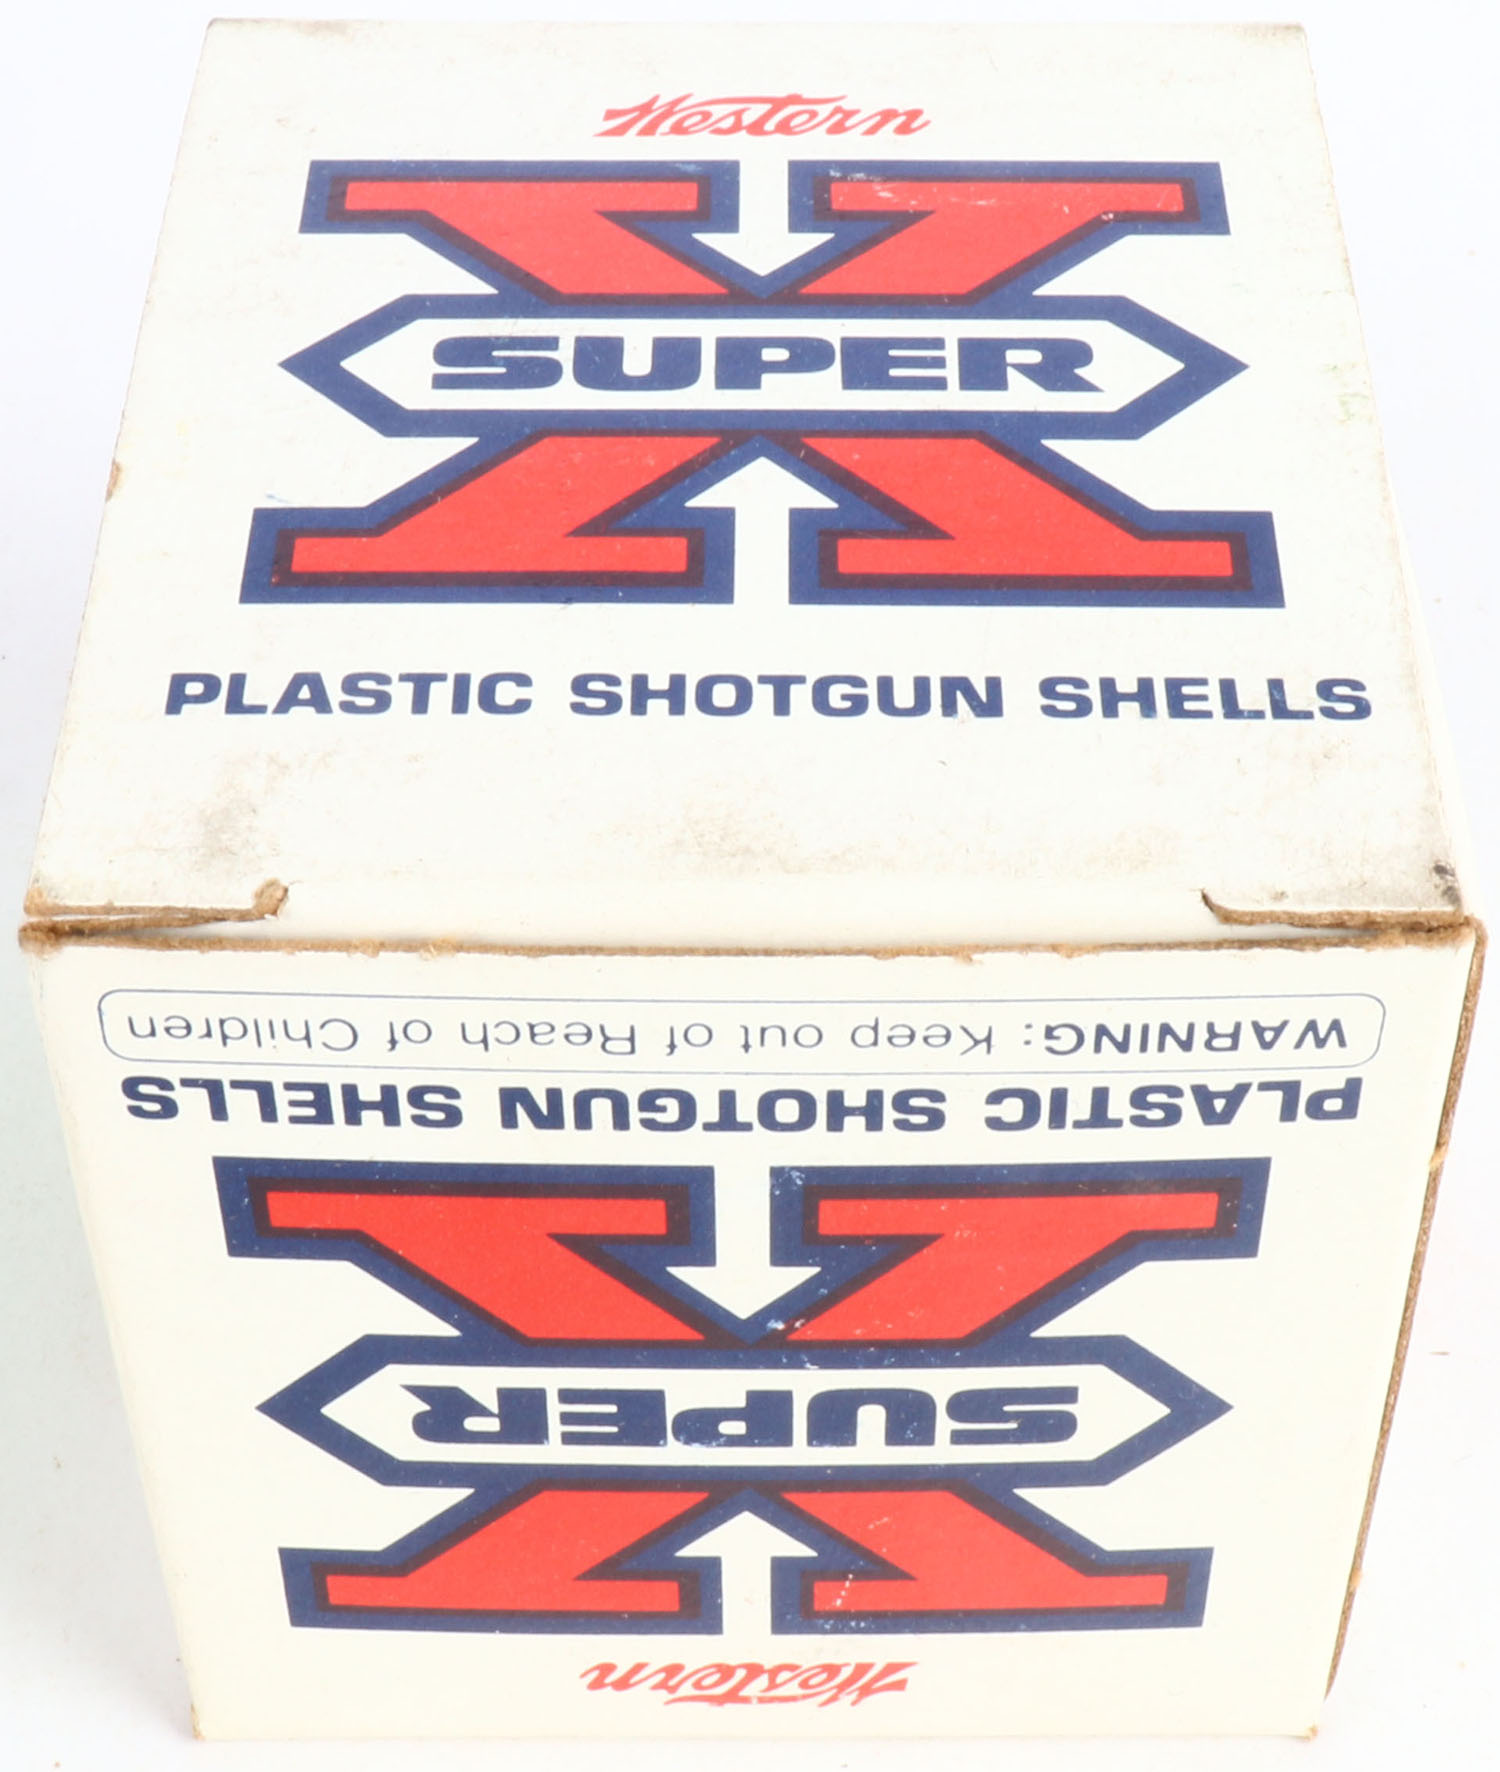 Western
SUPER
X
PLASTIC SHOTGUN SHELLS
WARNING: Keep out of Reach of Children
PLASTIC SHOTGUN SHELLS
SUPER
X
Western